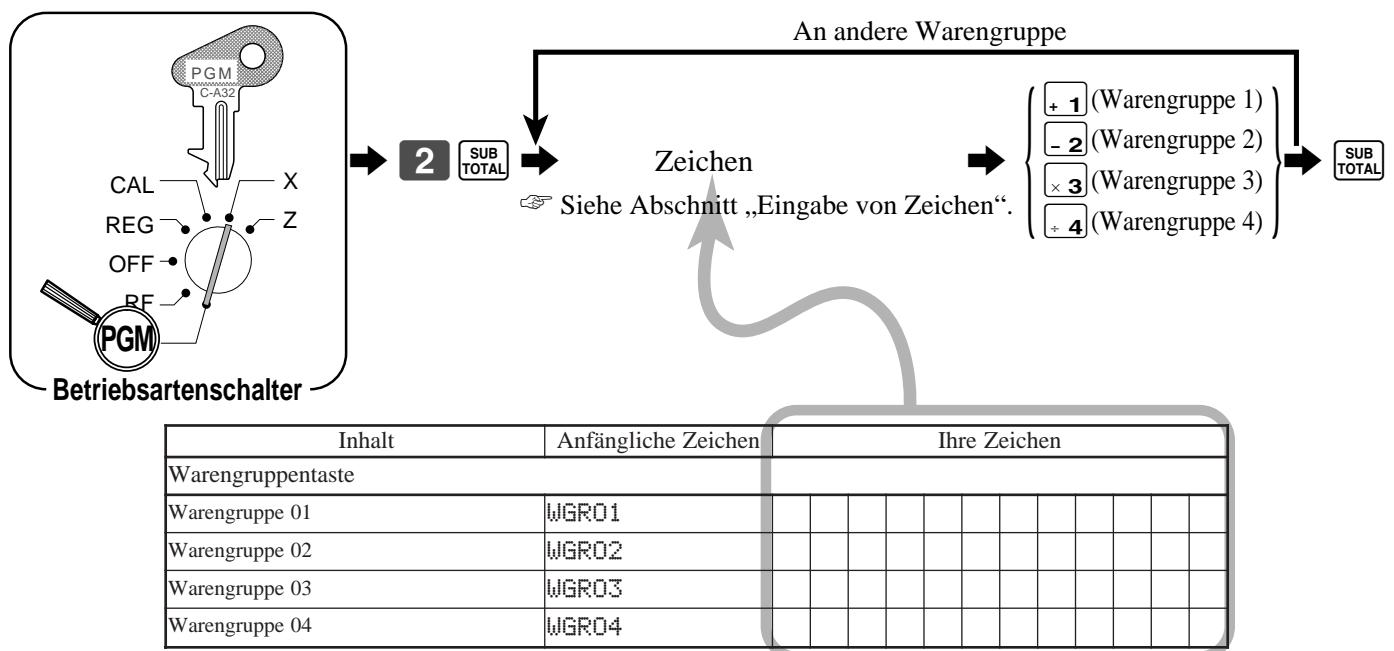 An andere Warengruppe
PGM
C-A32
CAL
X
REG
Z
OFF
RF
PGM
Betriebsartenschalter
2
SUB TOTAL
Zeichen
☞ Siehe Abschnitt „Eingabe von Zeichen“.
+ 1 (Warengruppe 1)
- 2 (Warengruppe 2)
× 3 (Warengruppe 3)
÷ 4 (Warengruppe 4)
SUB TOTAL
Inhalt Anfängliche Zeichen Ihre Zeichen
Warengruppentaste
Warengruppe 01 WGR01
Warengruppe 02 WGR02
Warengruppe 03 WGR03
Warengruppe 04 WGR04